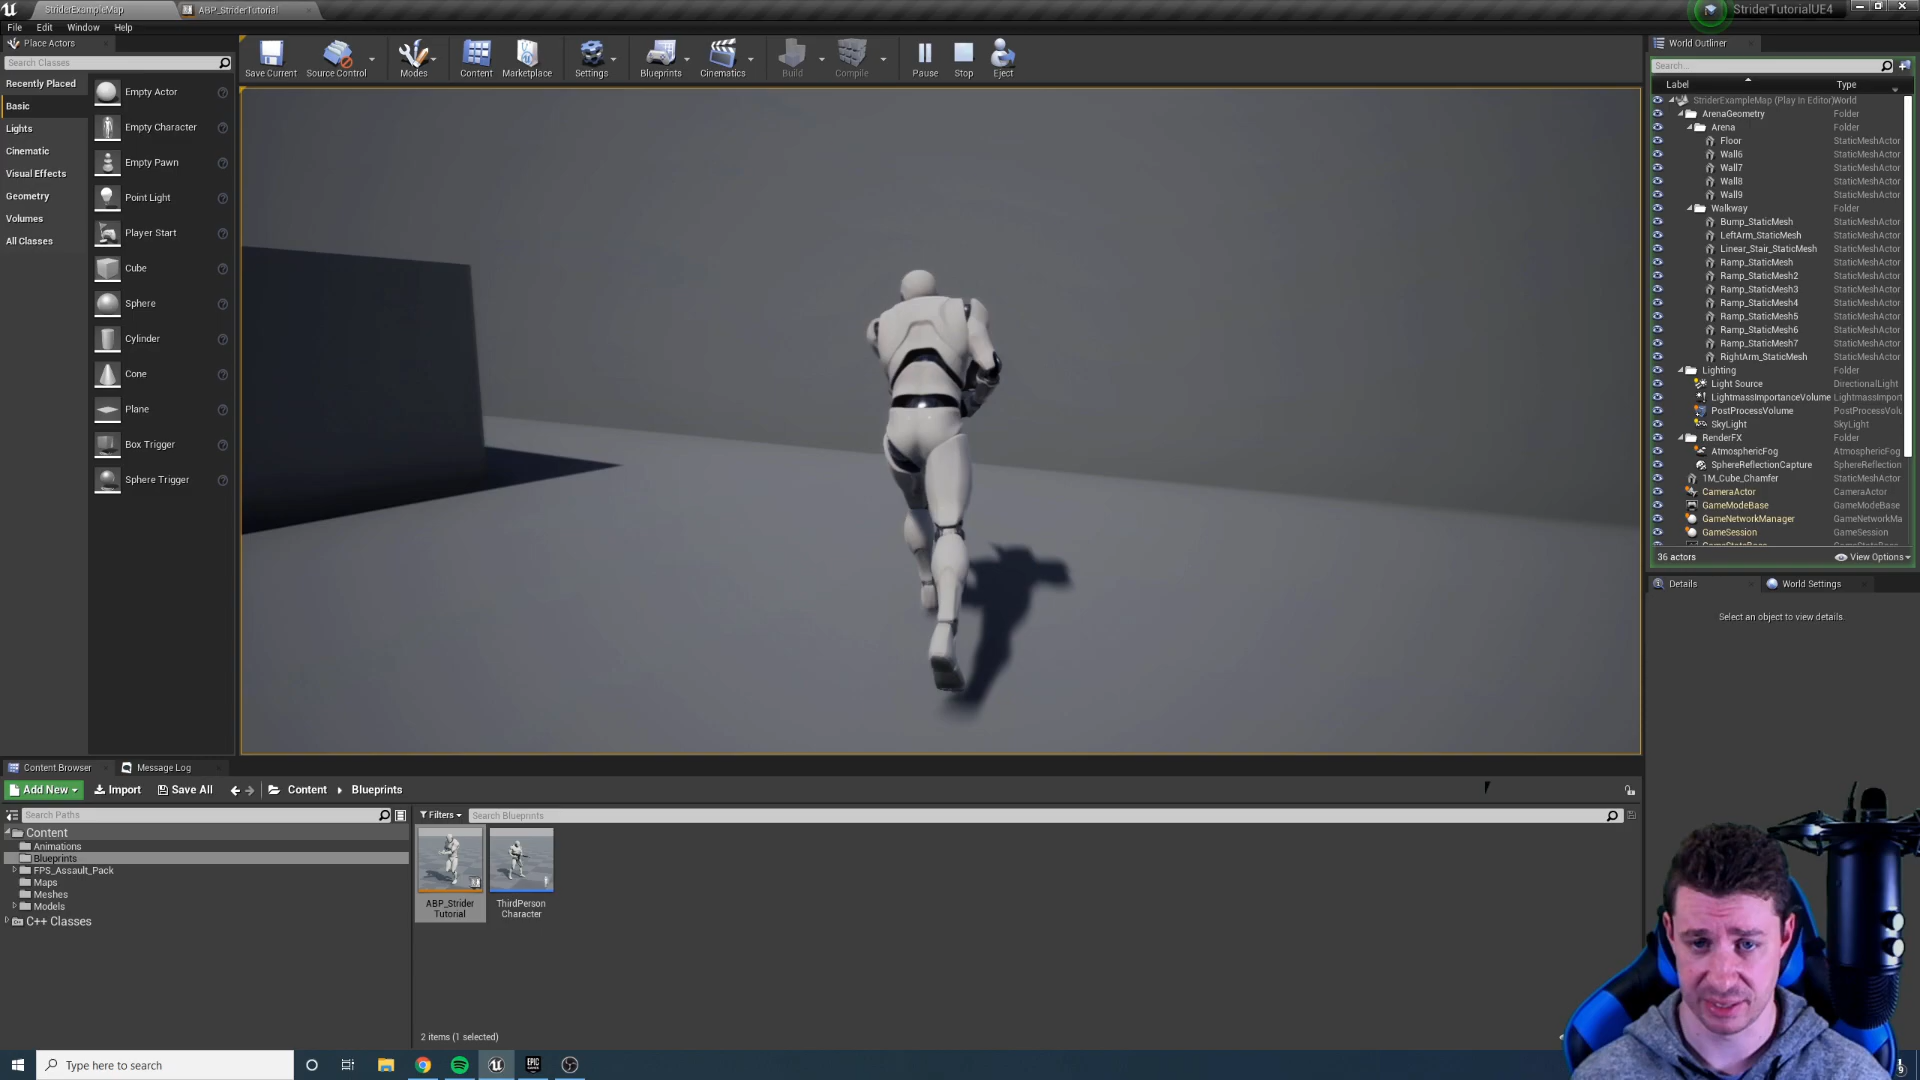 StriderExampleMap
ABP_StriderTutorial
StriderTutorialUE4
File Edit Window Help
Place Actors
Search Classes
Recently Placed
Basic
Lights
Cinematic
Visual Effects
Geometry
Volumes
All Classes
Empty Actor
Empty Character
Empty Pawn
Point Light
Player Start
Cube
Sphere
Cylinder
Cone
Plane
Box Trigger
Sphere Trigger
Save Current Source Control Modes Content Marketplace Settings Blueprints Cinematics Build Compile Pause Stop Eject
World Outliner
Search...
Label Type
StriderExampleMap (Play In Editor) World
ArenaGeometry Folder
Arena Folder
Floor StaticMeshActor
Wall6 StaticMeshActor
Wall7 StaticMeshActor
Wall8 StaticMeshActor
Wall9 StaticMeshActor
Walkway Folder
Bump_StaticMesh StaticMeshActor
LeftArm_StaticMesh StaticMeshActor
Linear_Stair_StaticMesh StaticMeshActor
Ramp_StaticMesh StaticMeshActor
Ramp_StaticMesh2 StaticMeshActor
Ramp_StaticMesh3 StaticMeshActor
Ramp_StaticMesh4 StaticMeshActor
Ramp_StaticMesh5 StaticMeshActor
Ramp_StaticMesh6 StaticMeshActor
Ramp_StaticMesh7 StaticMeshActor
RightArm_StaticMesh StaticMeshActor
Lighting Folder
Light Source DirectionalLight
LightmassImportanceVolume LightmassImport
PostProcessVolume PostProcessVolu
SkyLight SkyLight
RenderFX Folder
AtmosphericFog AtmosphericFog
SphereReflectionCapture SphereReflection
1M_Cube_Chamfer StaticMeshActor
CameraActor CameraActor
GameModeBase GameModeBase
GameNetworkManager GameNetworkMa
GameSession GameSession
36 actors View Options
Details World Settings
Select an object to view details.
Content Browser Message Log
Add New Import Save All Content Blueprints
Search Paths
Filters Search Blueprints
Content
Animations
Blueprints
FPS_Assault_Pack
Maps
Meshes
Models
C++ Classes
ABP_Strider
Tutorial
ThirdPerson
Character
2 items (1 selected)
Type here to search
EPIC
GAMES